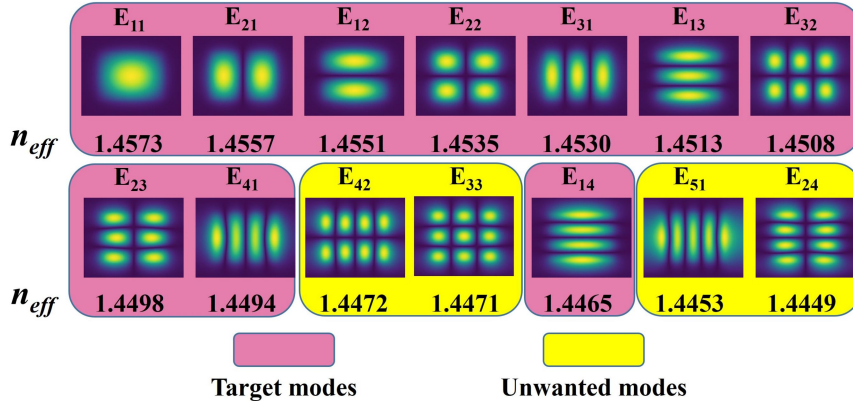 E₁₁ E₂₁ E₁₂ E₂₂ E₃₁ E₁₃ E₃₂
n_eff 1.4573 1.4557 1.4551 1.4535 1.4530 1.4513 1.4508
E₂₃ E₄₁ E₄₂ E₃₃ E₁₄ E₅₁ E₂₄
n_eff 1.4498 1.4494 1.4472 1.4471 1.4465 1.4453 1.4449
Target modes Unwanted modes